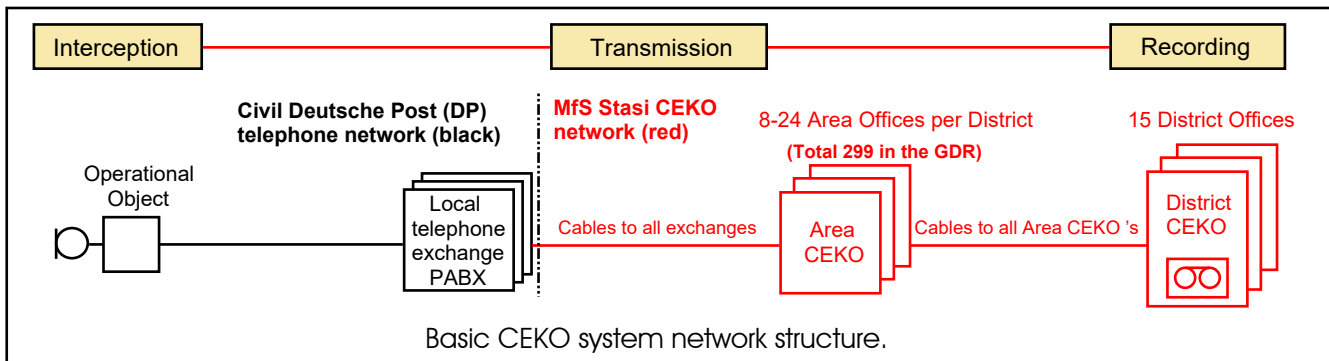 Interception
Transmission
Recording
Civil Deutsche Post (DP)
telephone network (black)
MfS Stasi CEKO
network (red)
8-24 Area Offices per District
(Total 299 in the GDR)
15 District Offices
Operational
Object
Local
telephone
exchange
PABX
Cables to all exchanges
Area
CEKO
Cables to all Area CEKO 's
District
CEKO
Basic CEKO system network structure.